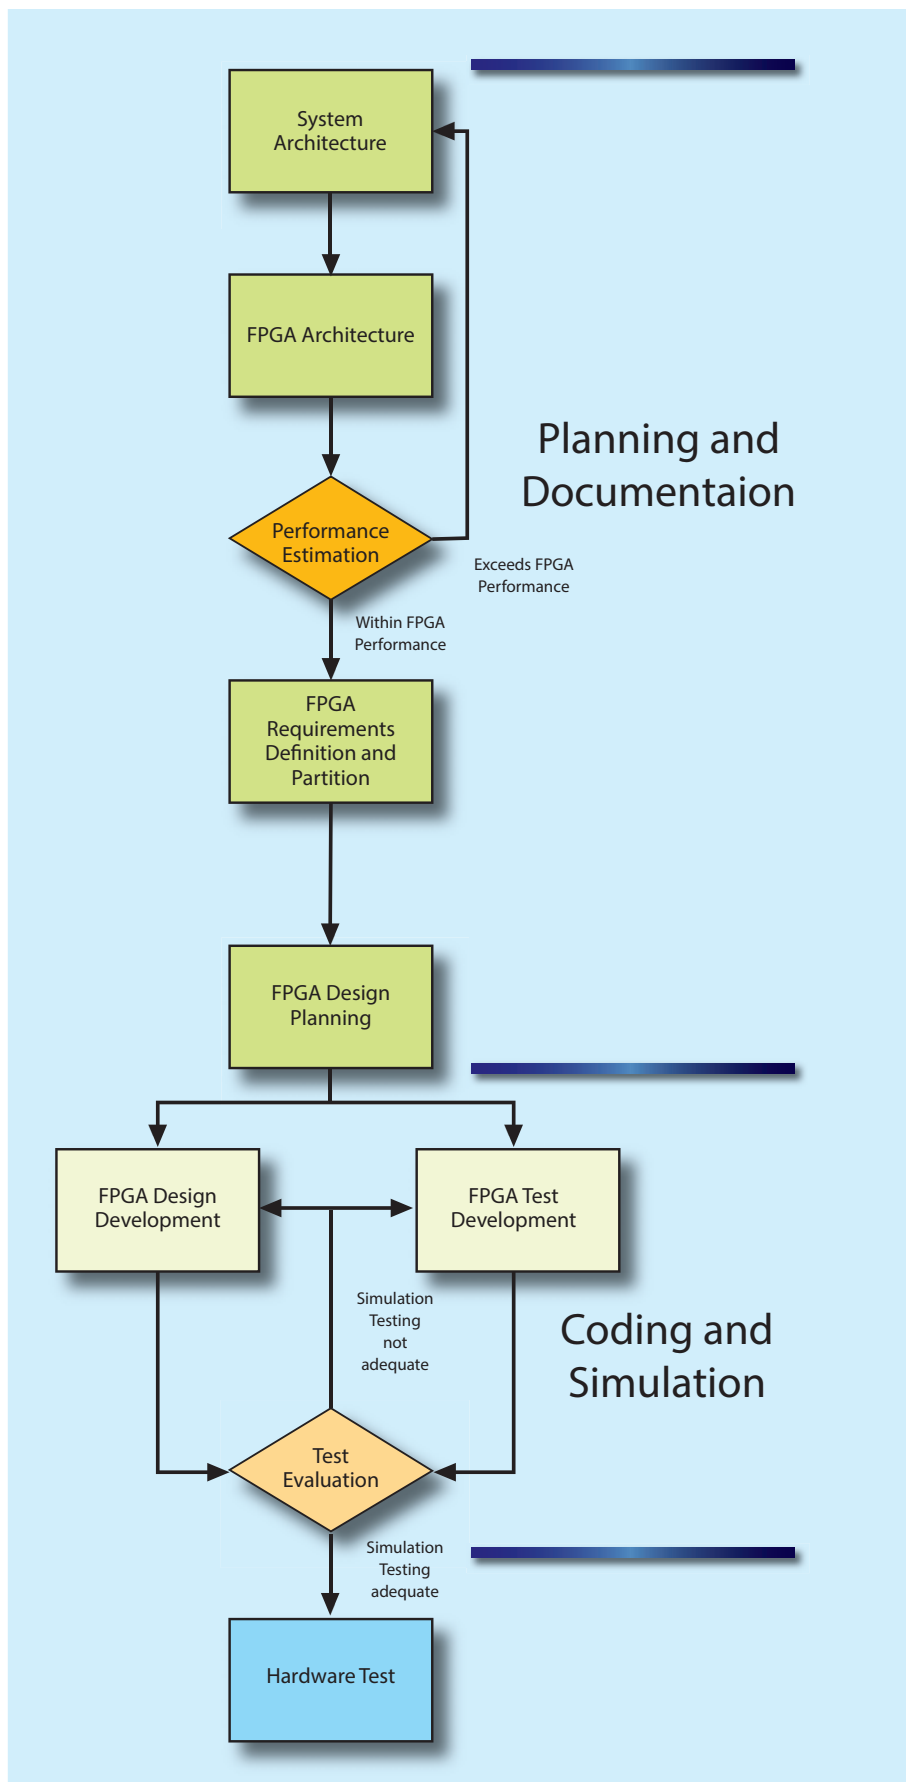 System
Architecture
FPGA Architecture
Planning and
Documentaion
Performance
Estimation
Exceeds FPGA
Performance
Within FPGA
Performance
FPGA
Requirements
Definition and
Partition
FPGA Design
Planning
FPGA Design
Development
FPGA Test
Development
Simulation
Testing
not
adequate
Coding and
Simulation
Test
Evaluation
Simulation
Testing
adequate
Hardware Test